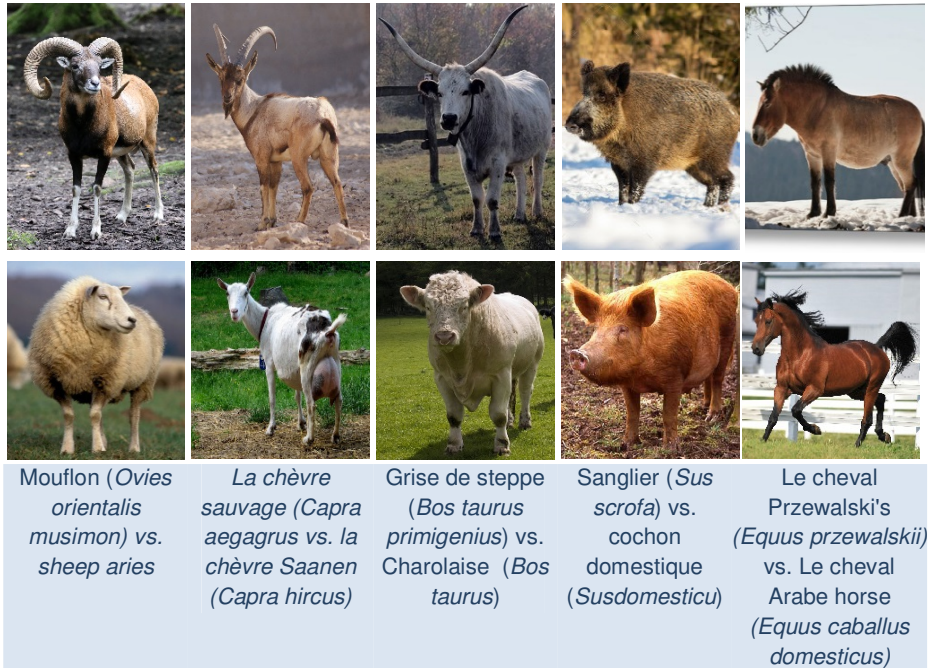 Mouflon (Ovies
orientalis
musimon) vs.
sheep aries
La chèvre
sauvage (Capra
aegagrus vs. la
chèvre Saanen
(Capra hircus)
Grise de steppe
(Bos taurus
primigenius) vs.
Charolaise (Bos
taurus)
Sanglier (Sus
scrofa) vs.
cochon
domestique
(Susdomesticu)
Le cheval
Przewalski's
(Equus przewalskii)
vs. Le cheval
Arabe horse
(Equus caballus
domesticus)